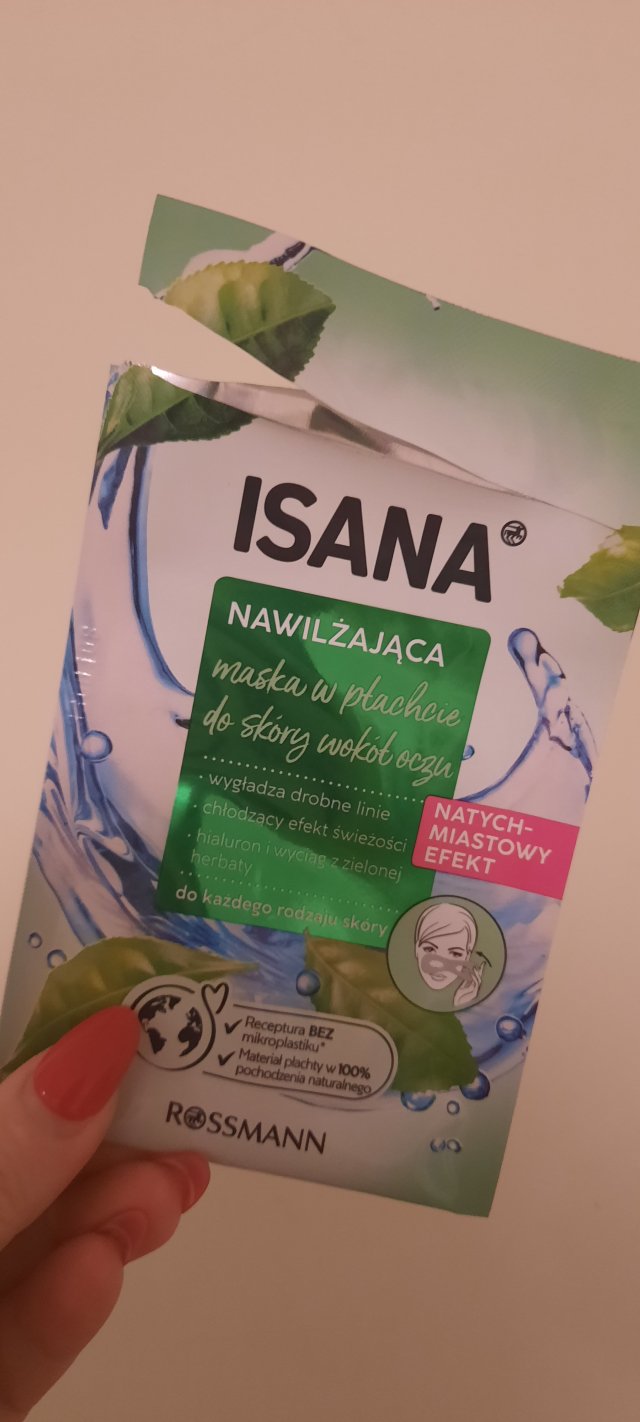 ISANA
NAWILŻAJĄCA
maska w płachcie
do skóry wokół oczu
· wygładza drobne linie
· chłodzący efekt świeżości
· hialuron i wyciąg z zielonej
herbaty
do każdego rodzaju skóry
NATYCH-
MIASTOWY
EFEKT
✓ Receptura BEZ
mikroplastiku*
✓ Materiał płachty w 100%
pochodzenia naturalnego
ROSSMANN